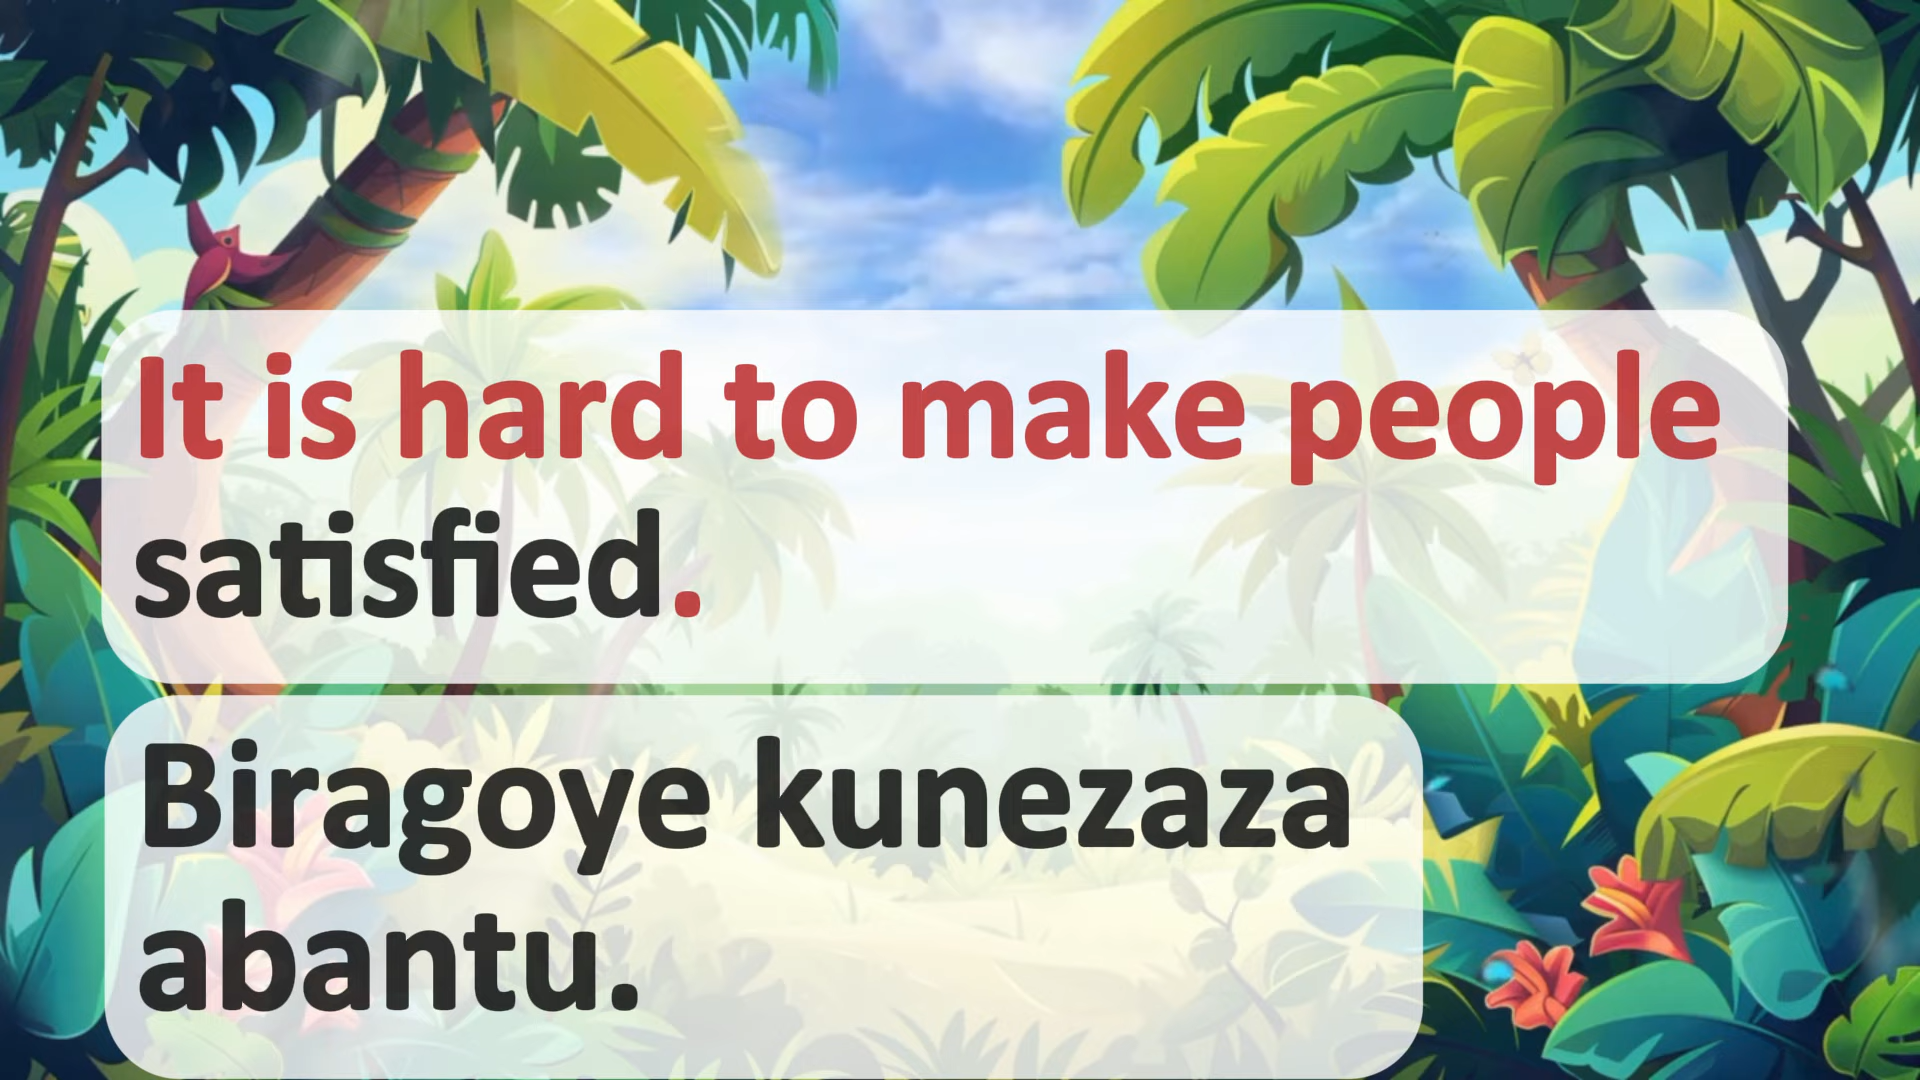 It is hard to make people
satisfied.
Biragoye kunezaza
abantu.